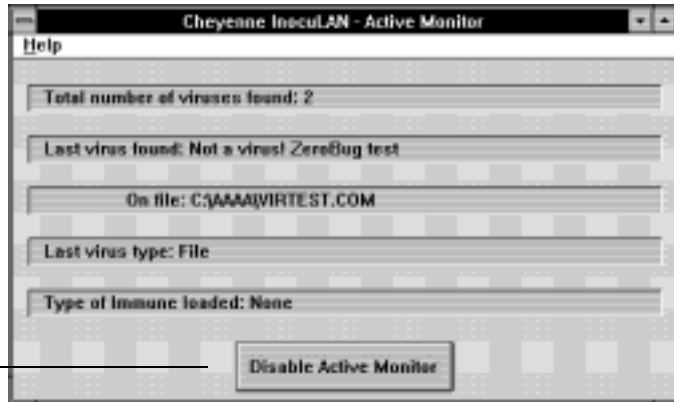 Cheyenne InocuLAN - Active Monitor
Help
Total number of viruses found: 2
Last virus found: Not a virus! ZeroBug test
On file: C:\AAAA\VIRTEST.COM
Last virus type: File
Type of Immune loaded: None
Disable Active Monitor